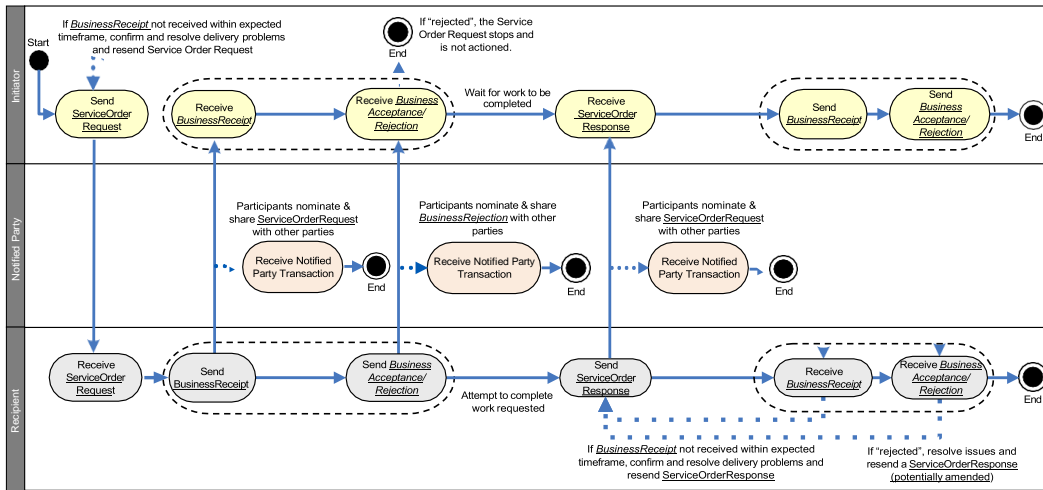 Initiator
Start
If BusinessReceipt not received within expected
timeframe, confirm and resolve delivery problems
and resend Service Order Request
End
If “rejected”, the Service
Order Request stops and
is not actioned.
Send
ServiceOrder
Request
Receive
BusinessReceipt
Receive Business
Acceptance/
Rejection
Wait for work to be
completed
Receive
ServiceOrder
Response
Send
BusinessReceipt
Send
Business
Acceptance/
Rejection
End
Notified Party
Participants nominate &
share ServiceOrderRequest
with other parties
Receive Notified
Party Transaction
End
Participants nominate & share
BusinessRejection with other
parties
Receive Notified Party
Transaction
End
Participants nominate &
share ServiceOrderRequest
with other parties
Receive Notified
Party Transaction
End
Recipient
Receive
ServiceOrder
Request
Send
BusinessReceipt
Send Business
Acceptance/
Rejection
Attempt to complete
work requested
Send
ServiceOrder
Response
Receive
BusinessReceipt
Receive Business
Acceptance/
Rejection
End
If BusinessReceipt not received within expected
timeframe, confirm and resolve delivery problems and
resend ServiceOrderResponse
If “rejected”, resolve issues and
resend a ServiceOrderResponse
(potentially amended)